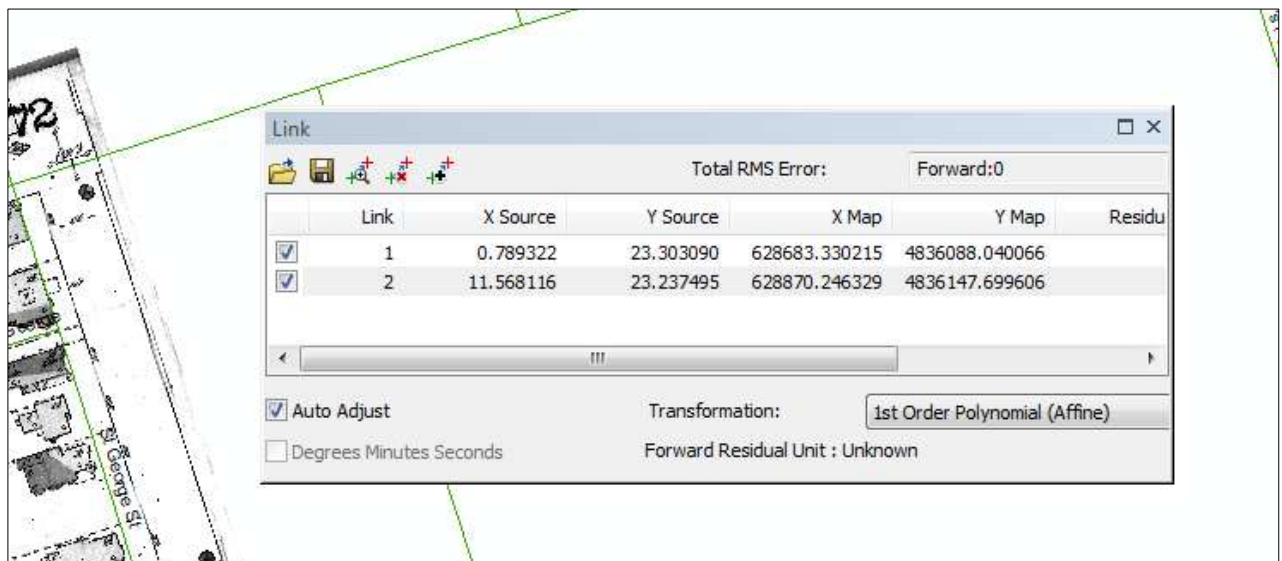 72
Link
Total RMS Error: Forward:0
Link X Source Y Source X Map Y Map Residu
1 0.789322 23.303090 628683.330215 4836088.040066
2 11.568116 23.237495 628870.246329 4836147.699606
Auto Adjust Transformation: 1st Order Polynomial (Affine)
Degrees Minutes Seconds Forward Residual Unit : Unknown
St George St